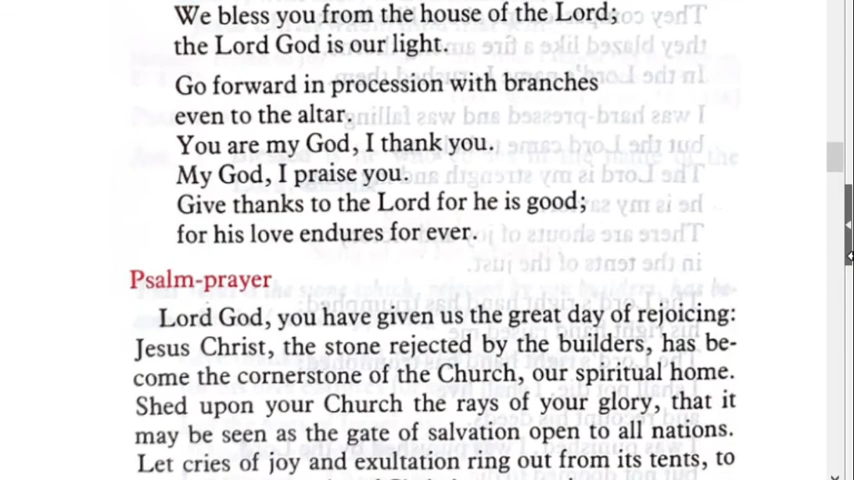 We bless you from the house of the Lord;
the Lord God is our light.
Go forward in procession with branches
even to the altar.
You are my God, I thank you.
My God, I praise you.
Give thanks to the Lord for he is good;
for his love endures for ever.
Psalm-prayer
Lord God, you have given us the great day of rejoicing:
Jesus Christ, the stone rejected by the builders, has be-
come the cornerstone of the Church, our spiritual home.
Shed upon your Church the rays of your glory, that it
may be seen as the gate of salvation open to all nations.
Let cries of joy and exultation ring out from its tents, to